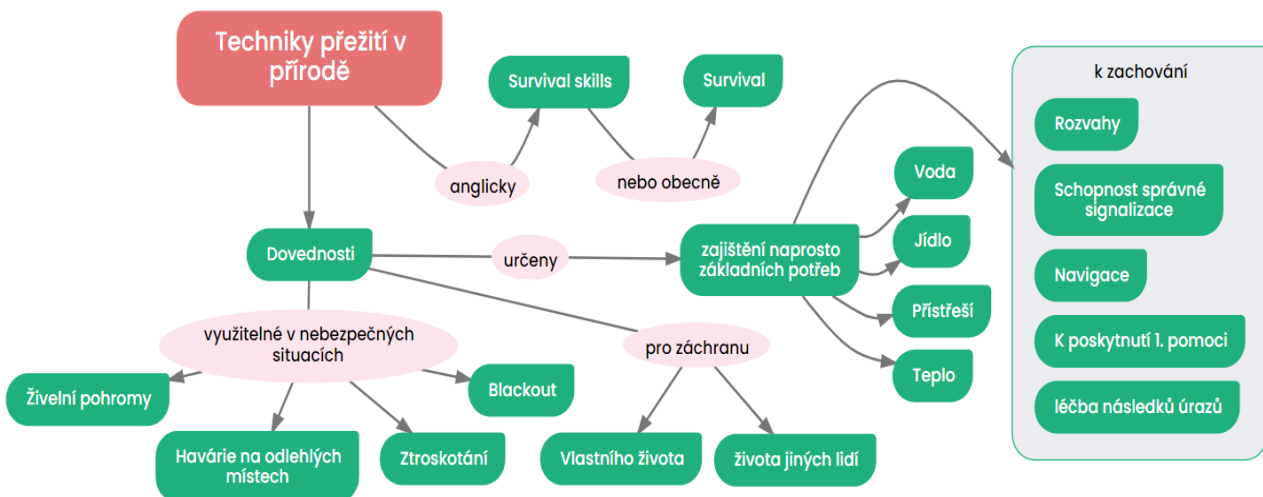 Techniky přežití v
přírodě
Survival skills
Survival
anglicky
nebo obecně
Dovednosti
určeny
zajištění naprosto
základních potřeb
Voda
Jídlo
Přístřeší
Teplo
k zachování
Rozvahy
Schopnost správné
signalizace
Navigace
K poskytnutí 1. pomoci
léčba následků úrazů
využitelné v nebezpečných
situacích
Živelní pohromy
Havárie na odlehlých
místech
Ztroskotání
Blackout
pro záchranu
Vlastního života
života jiných lidí